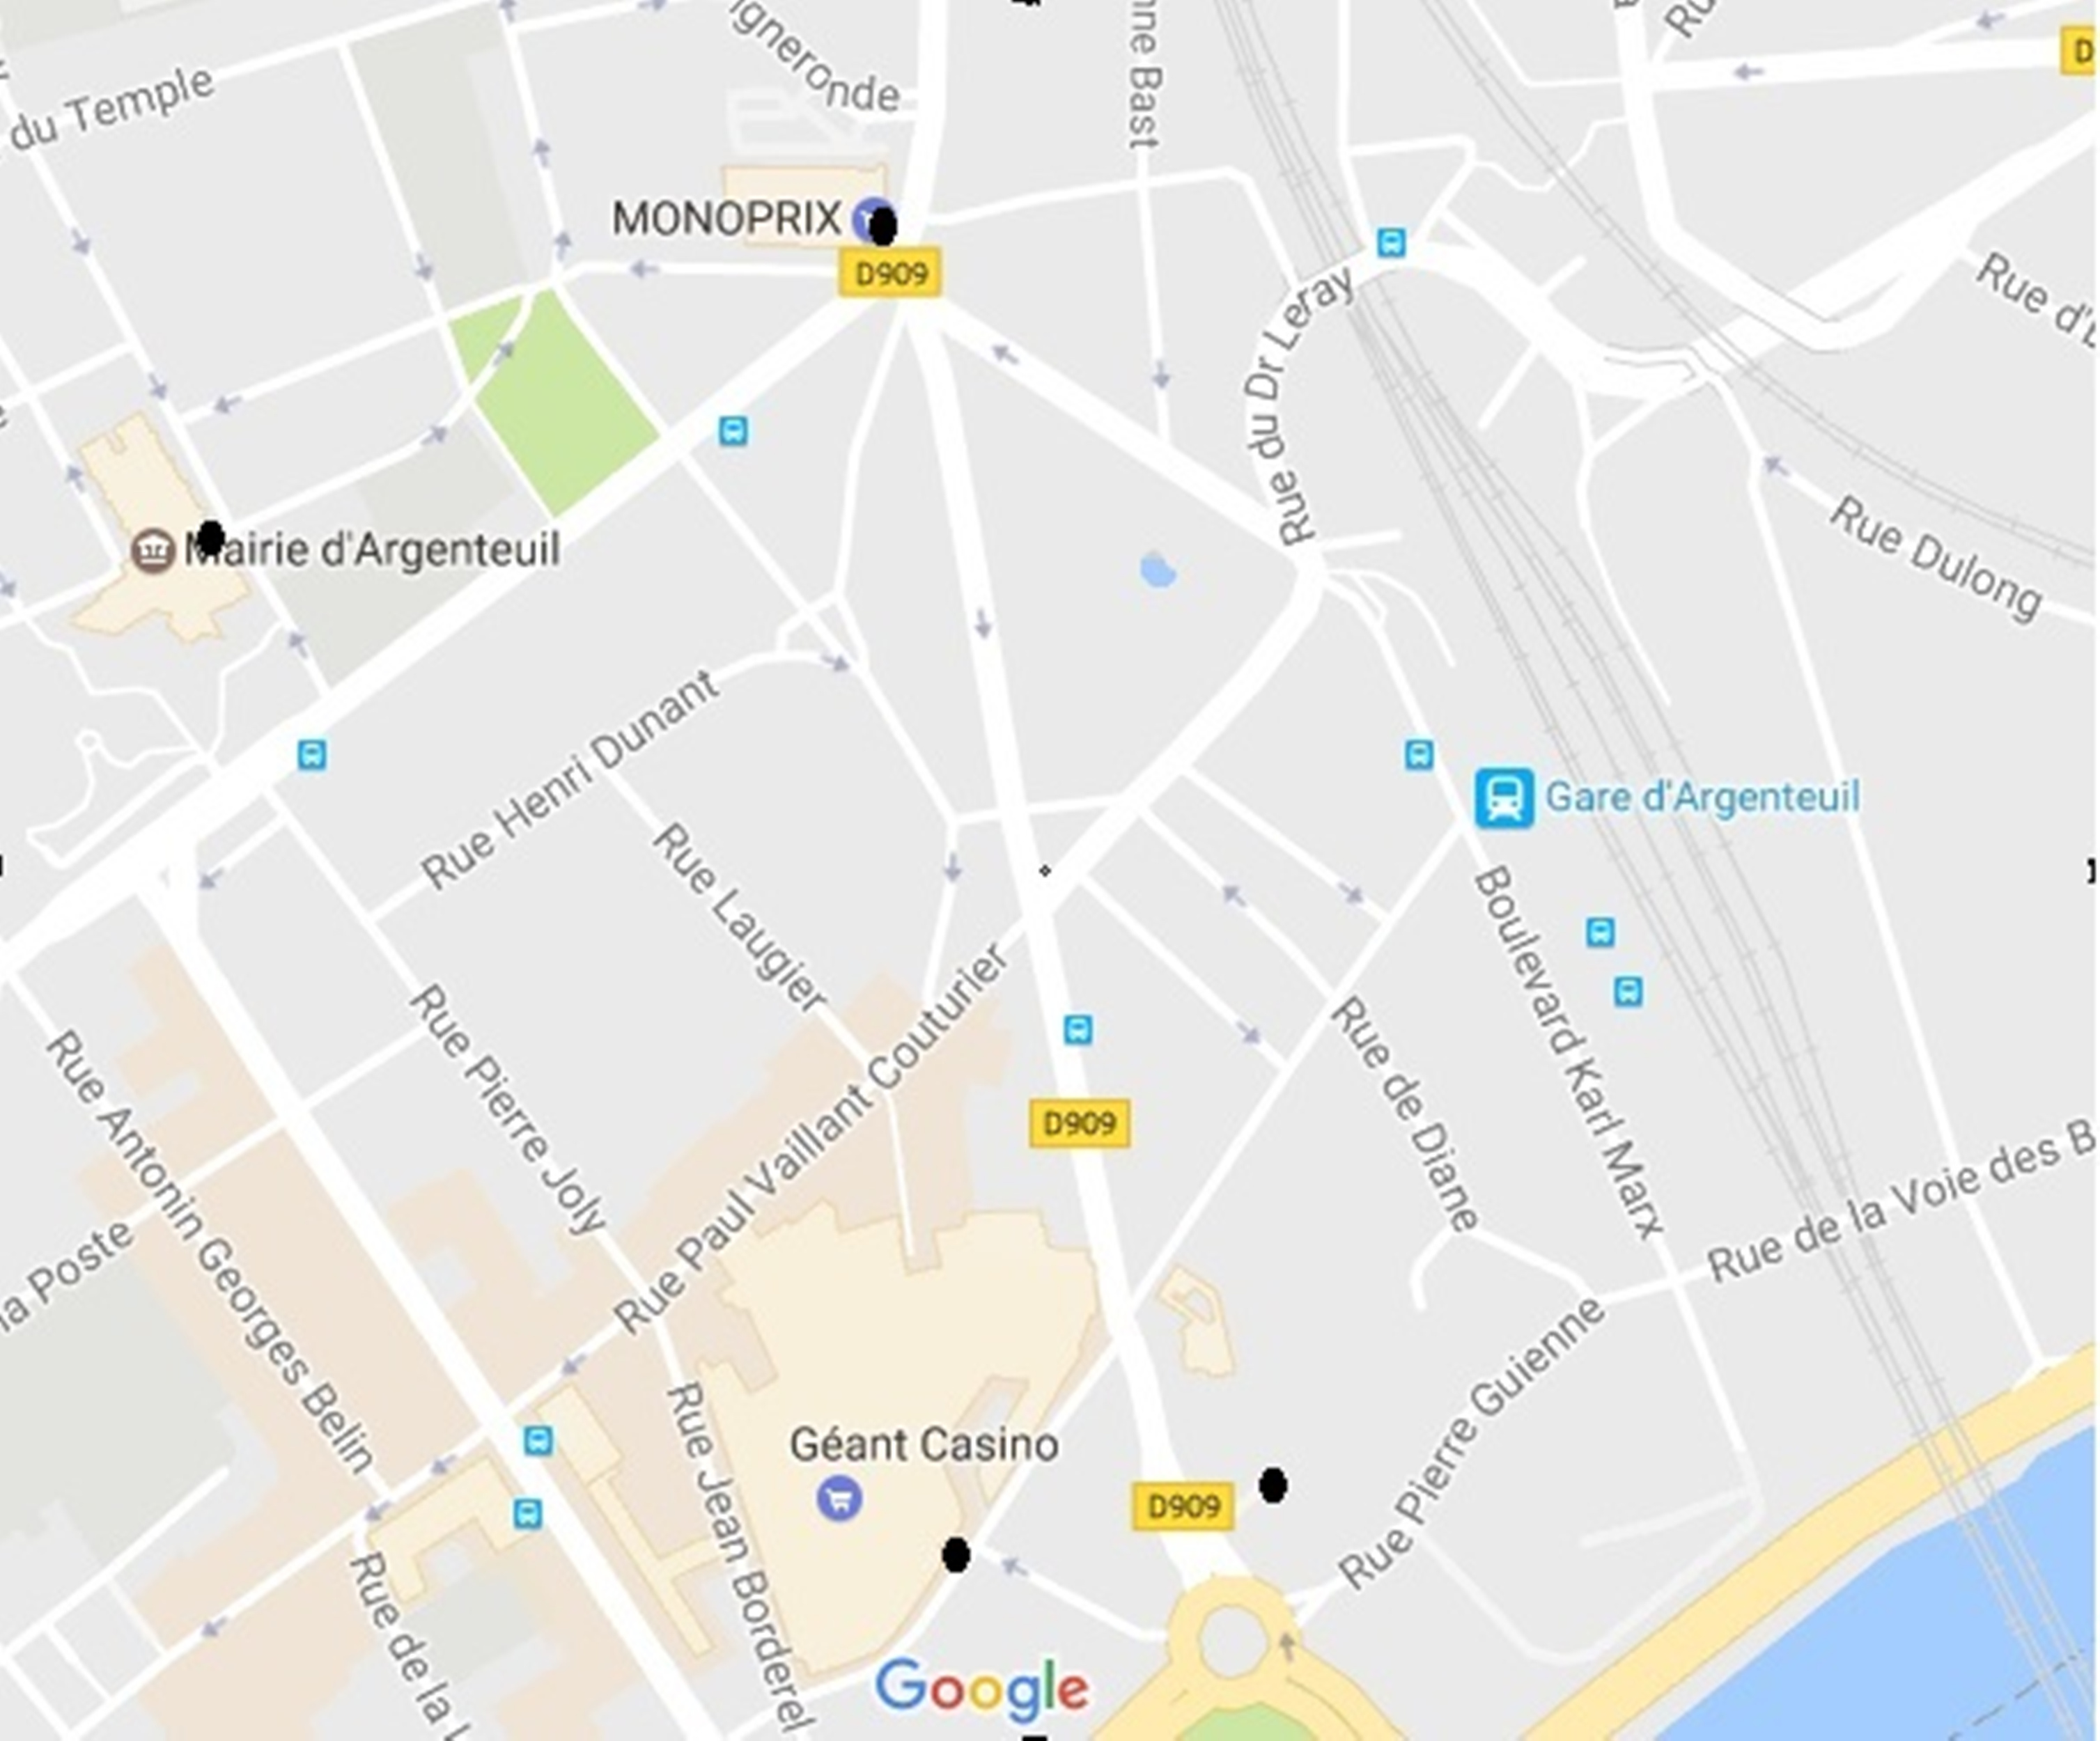 igneronde
nne Bast
Ru
D
du Temple
MONOPRIX
D909
Rue du Dr Leray
Rue d'
Mairie d'Argenteuil
Rue Dulong
Rue Henri Dunant
Gare d'Argenteuil
Rue Laugier
Boulevard Karl Marx
Rue Pierre Joly
Rue Paul Vaillant Couturier
Rue Antonin Georges Belin
Rue de Diane
D909
la Poste
Rue de la Voie des B
Rue Pierre Guienne
Géant Casino
Rue Jean Borderel
D909
Rue de la
Google